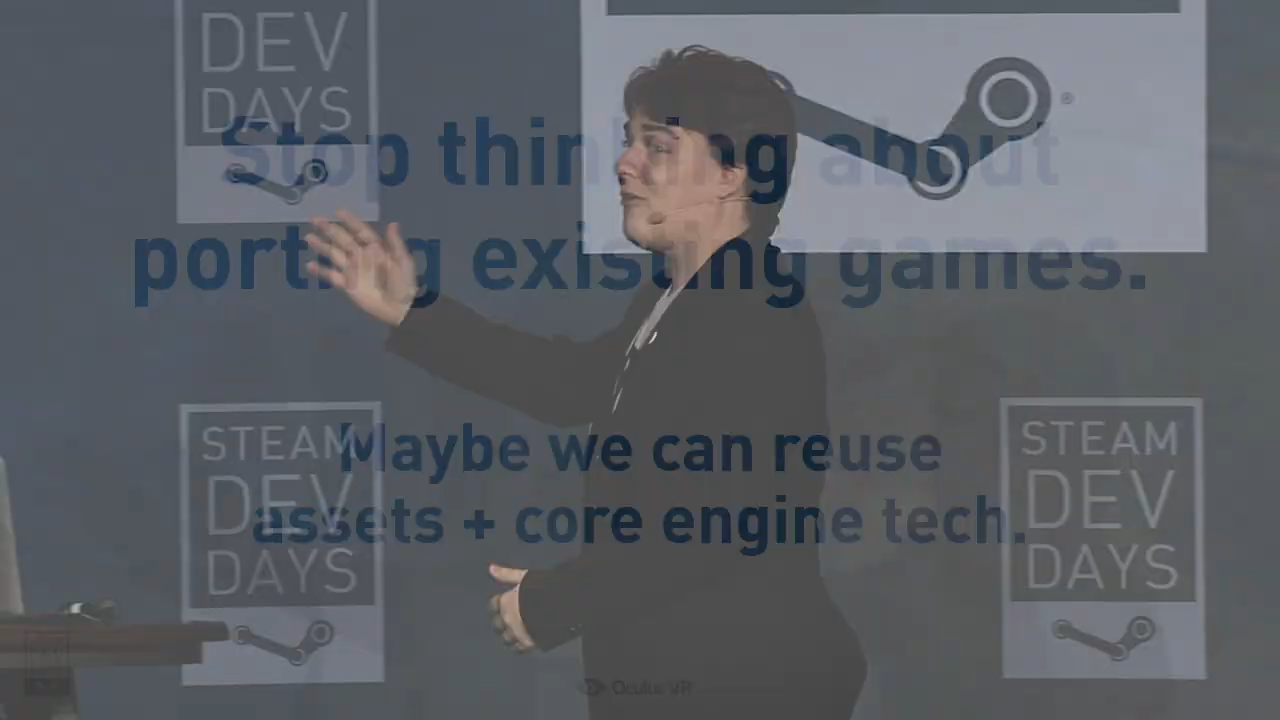 DEV
DAYS
®
Stop thinking about
porting existing games.
Maybe we can reuse
assets + core engine tech.
STEAM
DEV
DAYS
STEAM
DEV
DAYS
Oculus VR